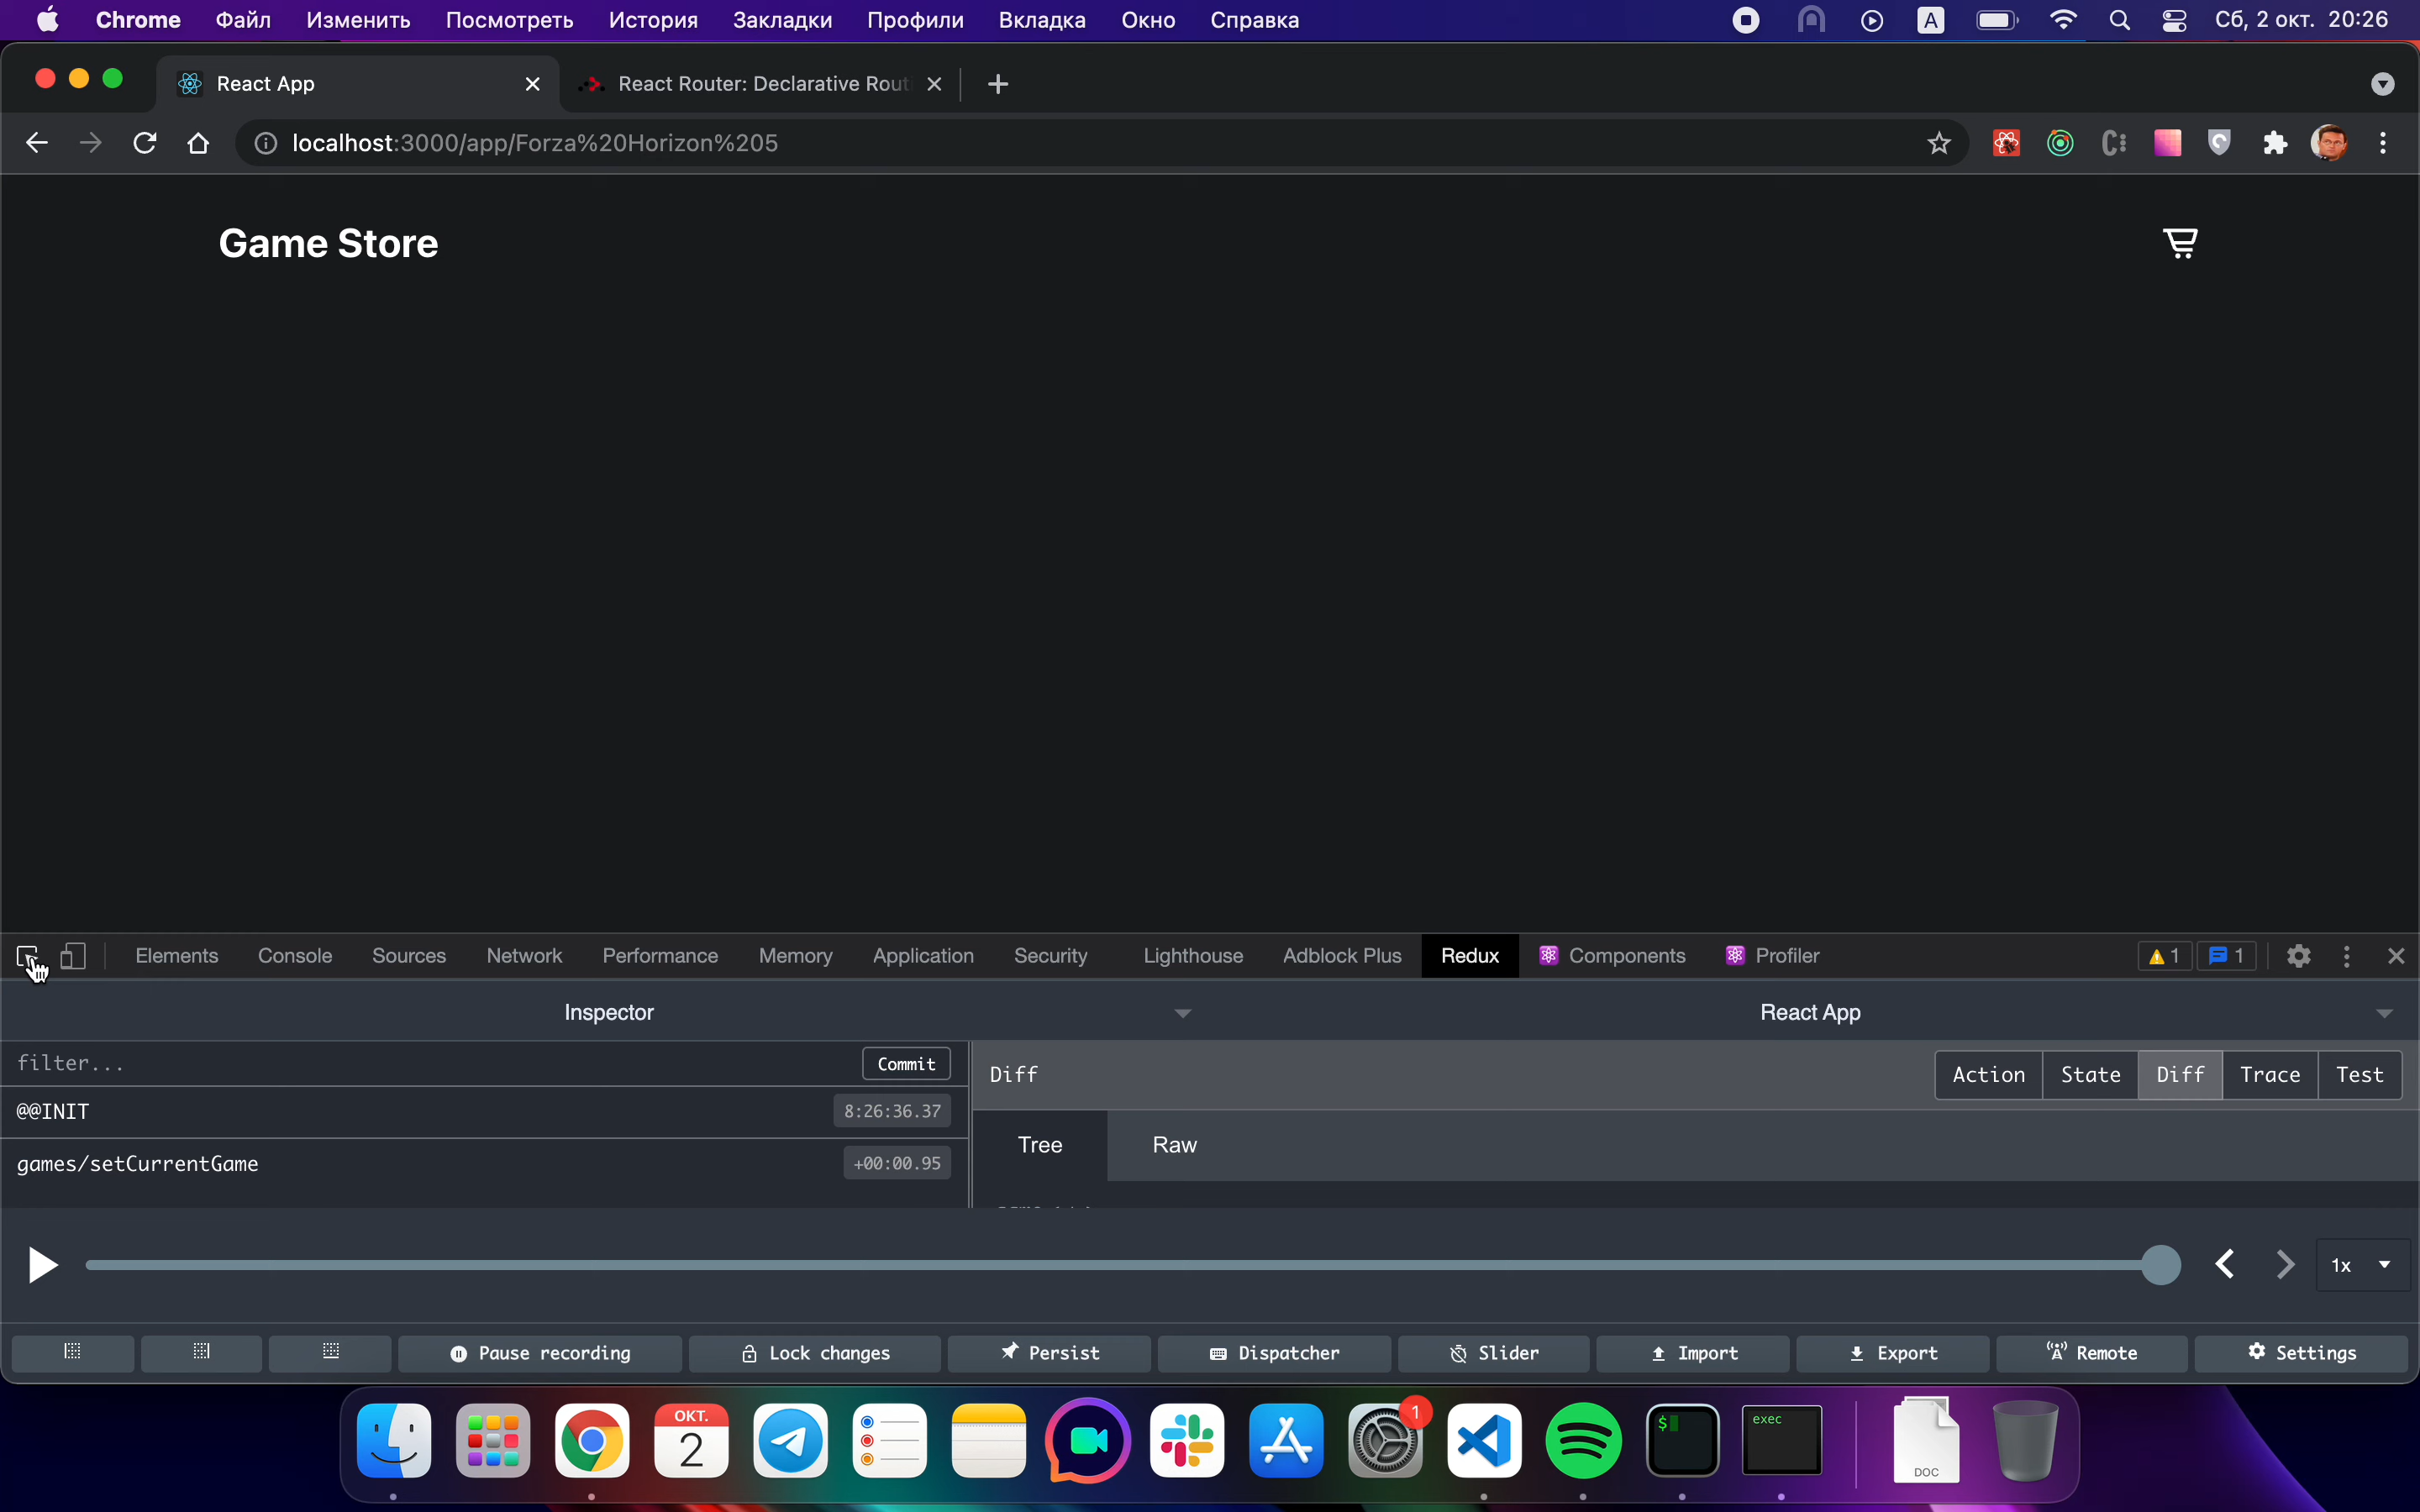 Chrome Файл Изменить Посмотреть История Закладки Профили Вкладка Окно Справка A Сб, 2 окт. 20:26
React App React Router: Declarative Rout
localhost:3000/app/Forza%20Horizon%205
Game Store
Elements Console Sources Network Performance Memory Application Security Lighthouse Adblock Plus Redux Components Profiler 1 1
Inspector React App
filter... Commit Diff Action State Diff Trace Test
@@INIT 8:26:36.37
Tree Raw
games/setCurrentGame +00:00.95
1x
Pause recording Lock changes Persist Dispatcher Slider Import Export Remote Settings
ОКТ. 2 1 $ exec DOC